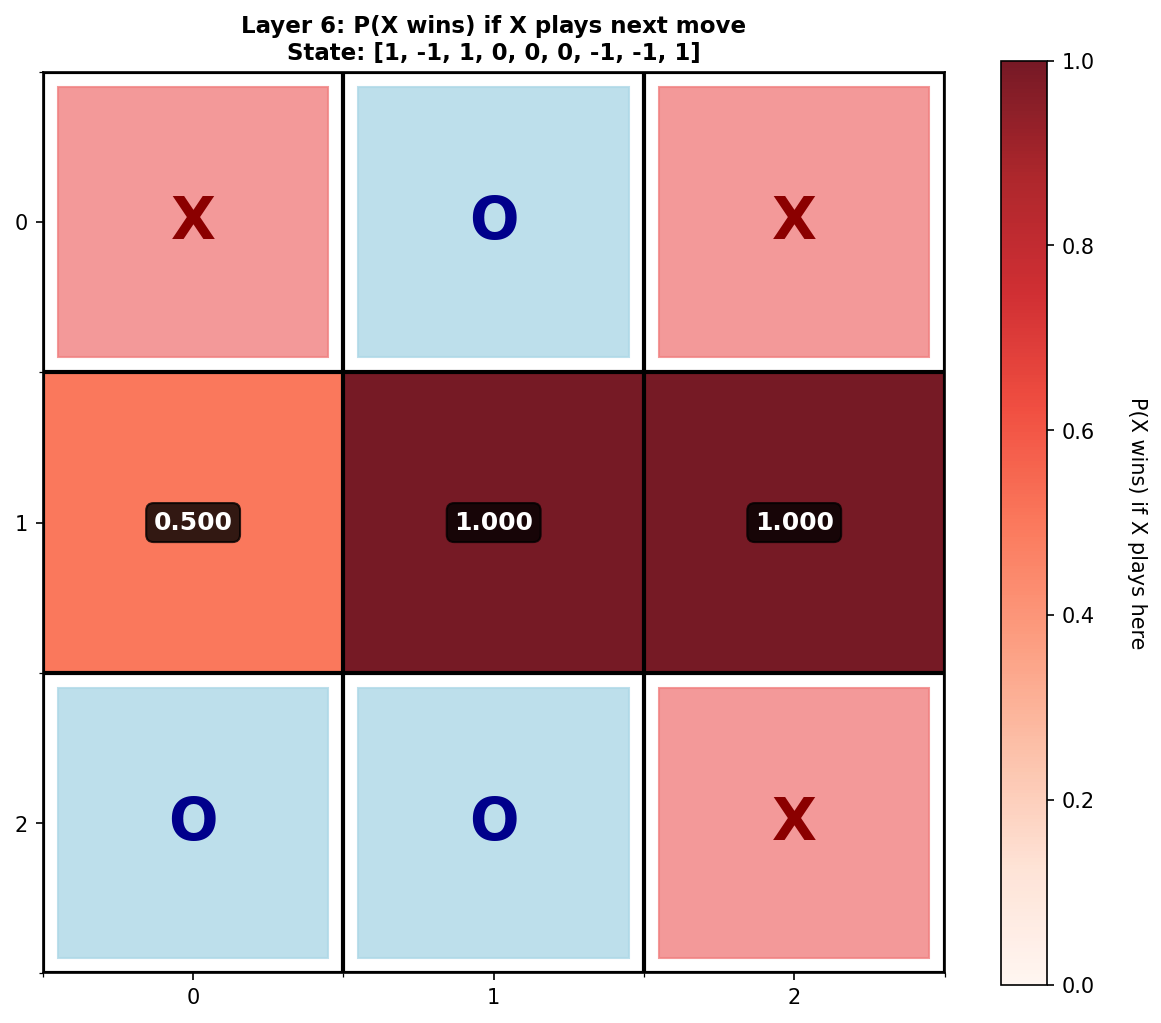 Layer 6: P(X wins) if X plays next move
State: [1, -1, 1, 0, 0, 0, -1, -1, 1]
X
O
X
0.500
1.000
1.000
O
O
X
0
1
2
0
1
2
1.0
0.8
0.6
0.4
0.2
0.0
P(X wins) if X plays here